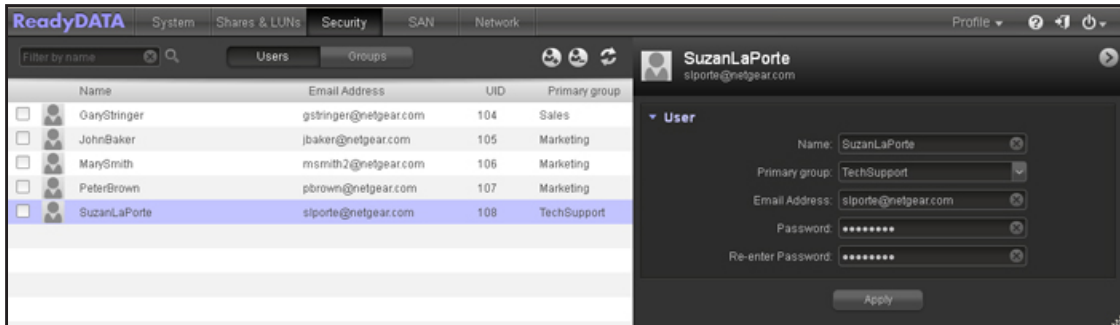 ReadyDATA System Shares & LUNs Security SAN Network Profile
Filter by name Users Groups
Name Email Address UID Primary group
GaryStringer gstringer@netgear.com 104 Sales
JohnBaker jbaker@netgear.com 105 Marketing
MarySmith msmith2@netgear.com 106 Marketing
PeterBrown pbrown@netgear.com 107 Marketing
SuzanLaPorte slporte@netgear.com 108 TechSupport
SuzanLaPorte
slporte@netgear.com
User
Name: SuzanLaPorte
Primary group: TechSupport
Email Address: slporte@netgear.com
Password: ••••••••
Re-enter Password: ••••••••
Apply